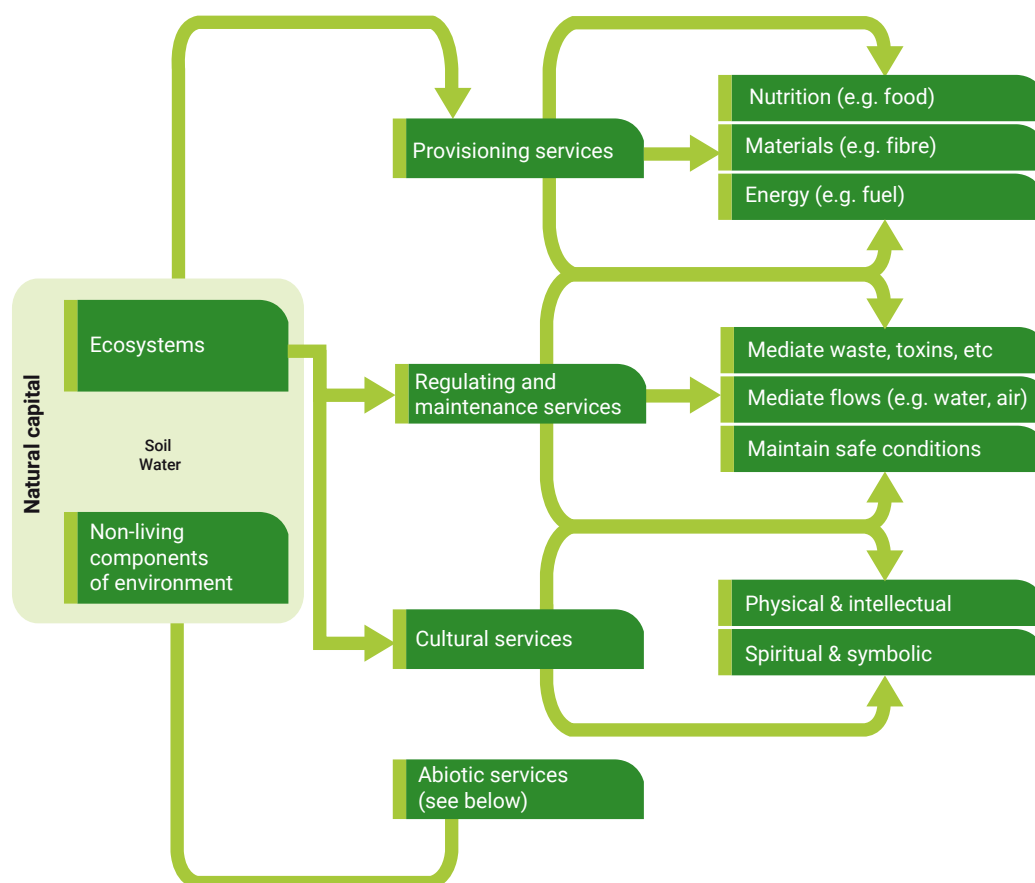 Natural capital
Ecosystems
Soil
Water
Non-living
components
of environment
Provisioning services
Nutrition (e.g. food)
Materials (e.g. fibre)
Energy (e.g. fuel)
Regulating and
maintenance services
Mediate waste, toxins, etc
Mediate flows (e.g. water, air)
Maintain safe conditions
Cultural services
Physical & intellectual
Spiritual & symbolic
Abiotic services
(see below)